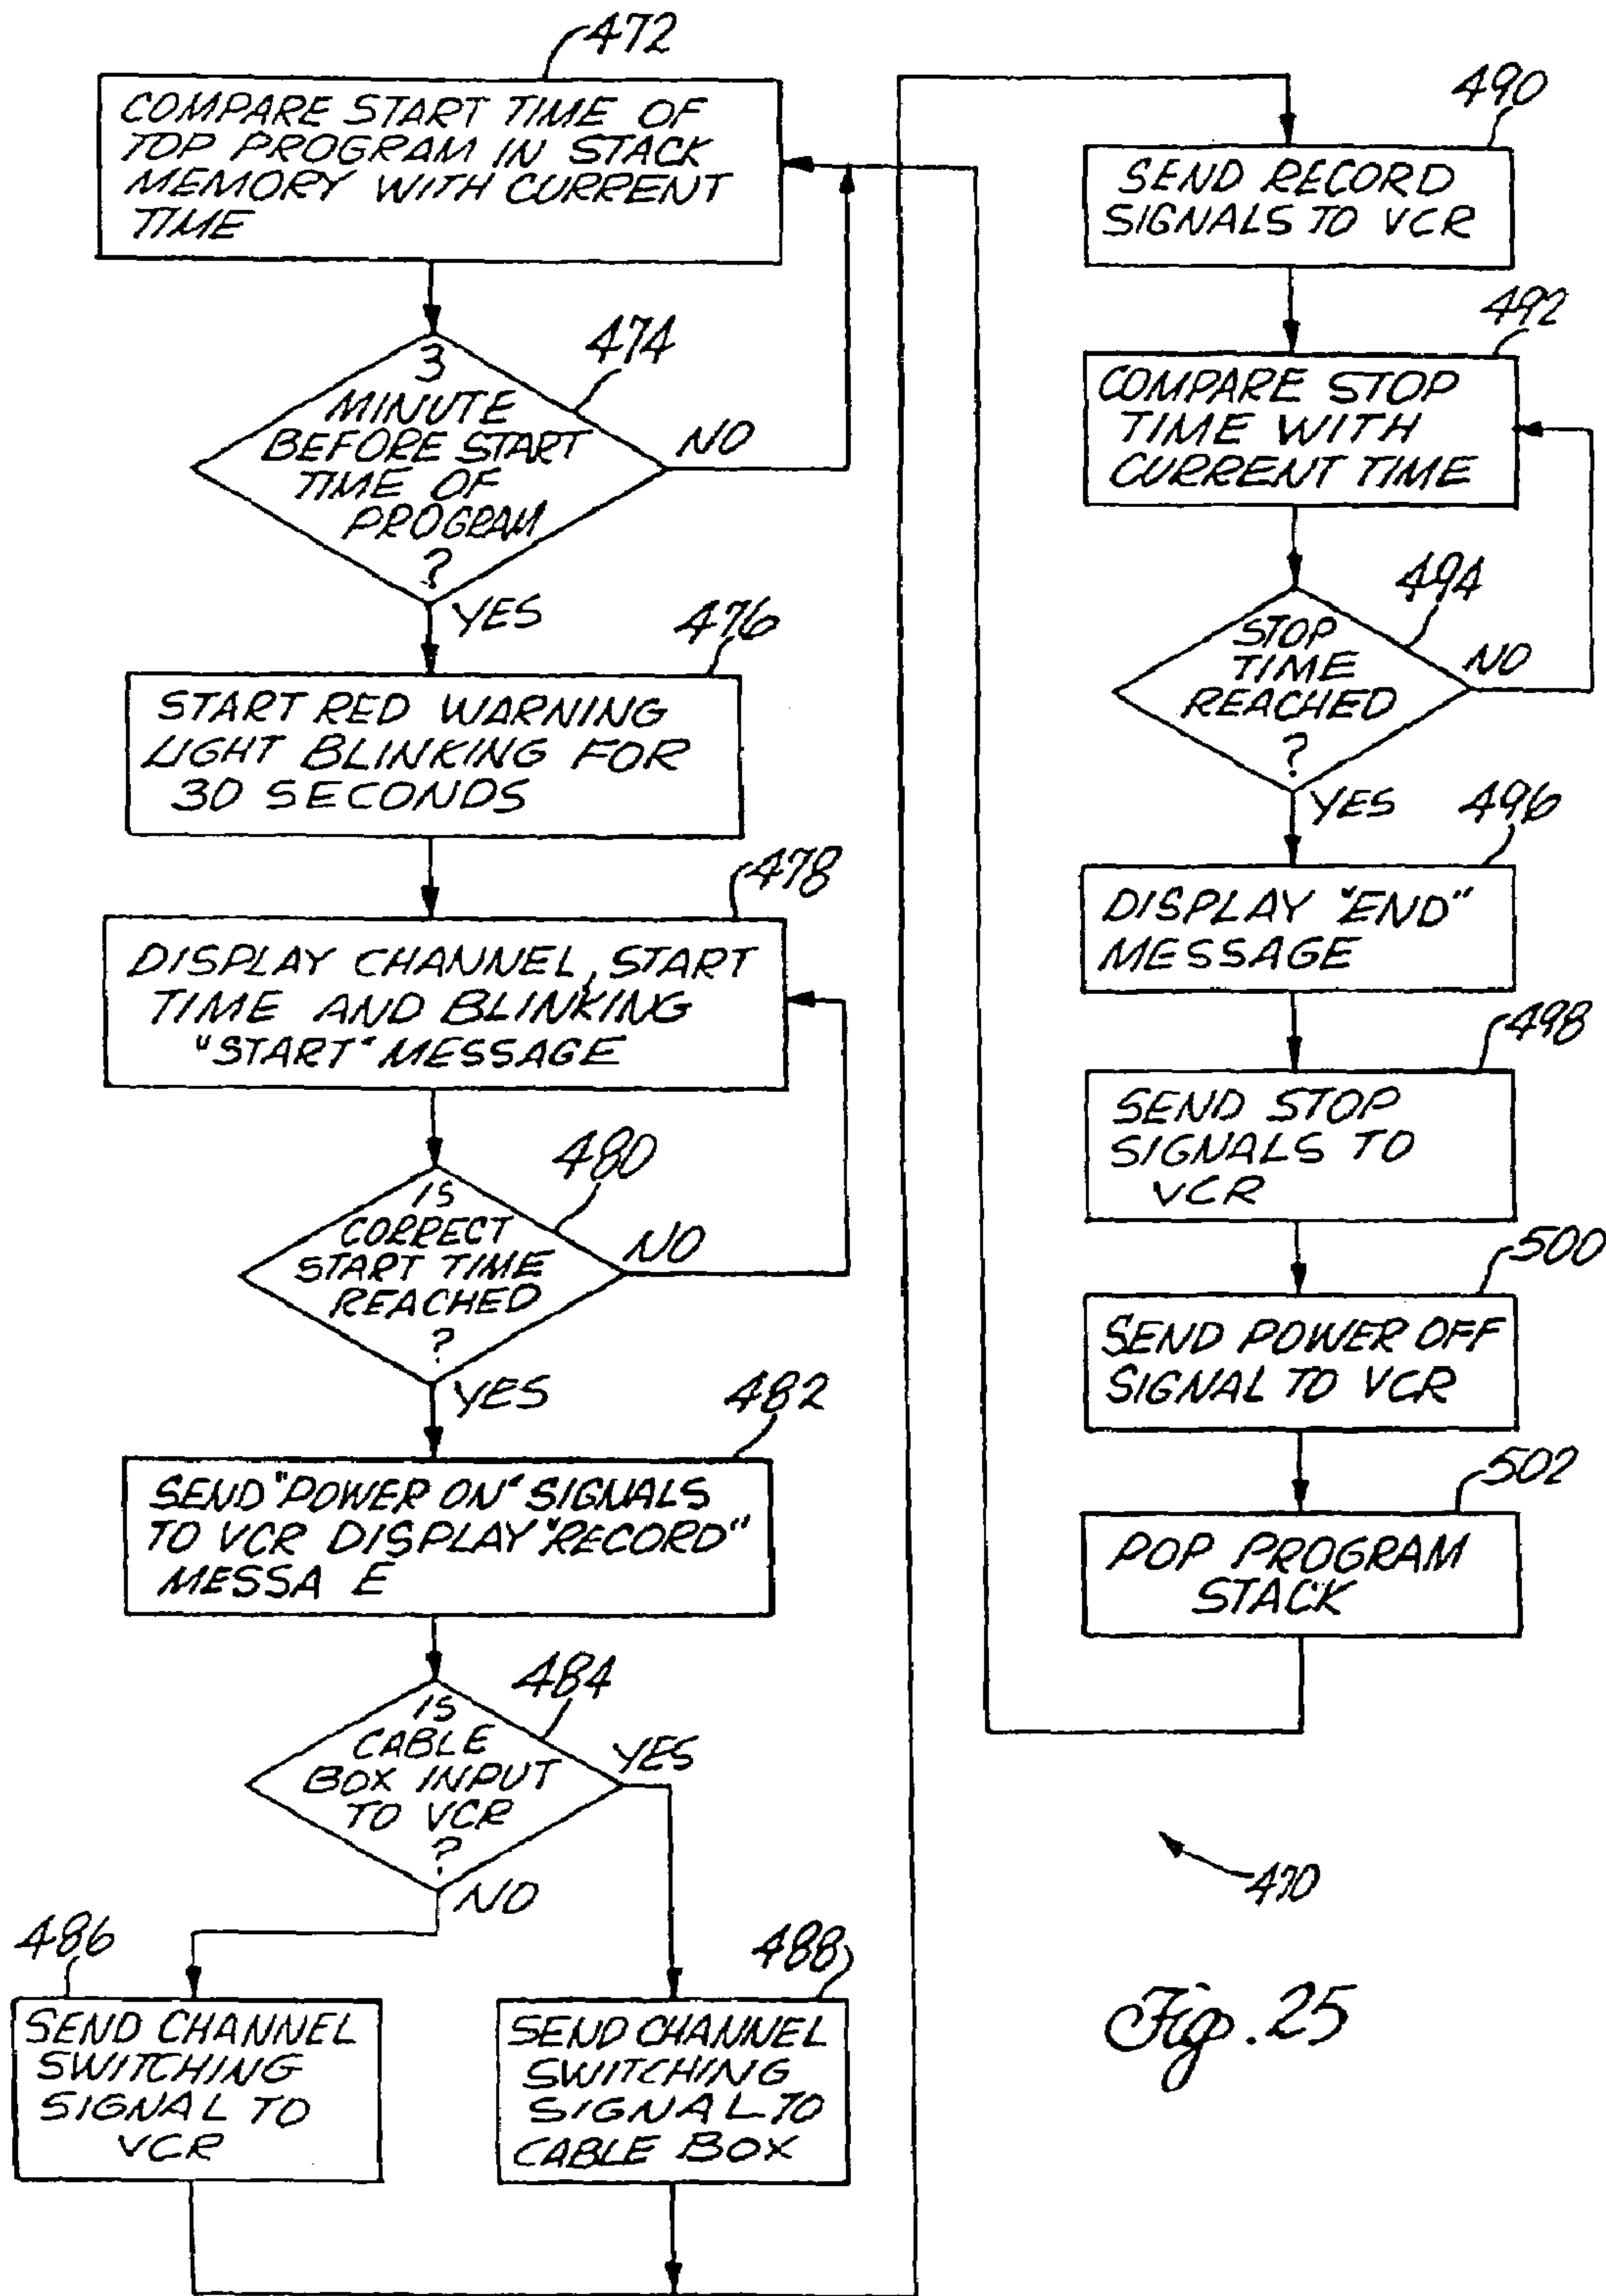 472
COMPARE START TIME OF
TOP PROGRAM IN STACK
MEMORY WITH CURRENT
TIME
474
3
MINUTE
BEFORE START
TIME OF
PROGRAM
?
NO
YES
476
START RED WARNING
LIGHT BLINKING FOR
30 SECONDS
478
DISPLAY CHANNEL, START
TIME AND BLINKING
"START" MESSAGE
480
IS
CORRECT
START TIME
REACHED
?
NO
YES
482
SEND "POWER ON" SIGNALS
TO VCR DISPLAY "RECORD"
MESSA E
484
IS
CABLE
BOX INPUT
TO VCR
?
YES
NO
486
SEND CHANNEL
SWITCHING
SIGNAL TO
VCR
488
SEND CHANNEL
SWITCHING
SIGNAL TO
CABLE BOX
490
SEND RECORD
SIGNALS TO VCR
492
COMPARE STOP
TIME WITH
CURRENT TIME
494
STOP
TIME
REACHED
?
NO
YES
496
DISPLAY "END"
MESSAGE
498
SEND STOP
SIGNALS TO
VCR
500
SEND POWER OFF
SIGNAL TO VCR
502
POP PROGRAM
STACK
470
Fig. 25